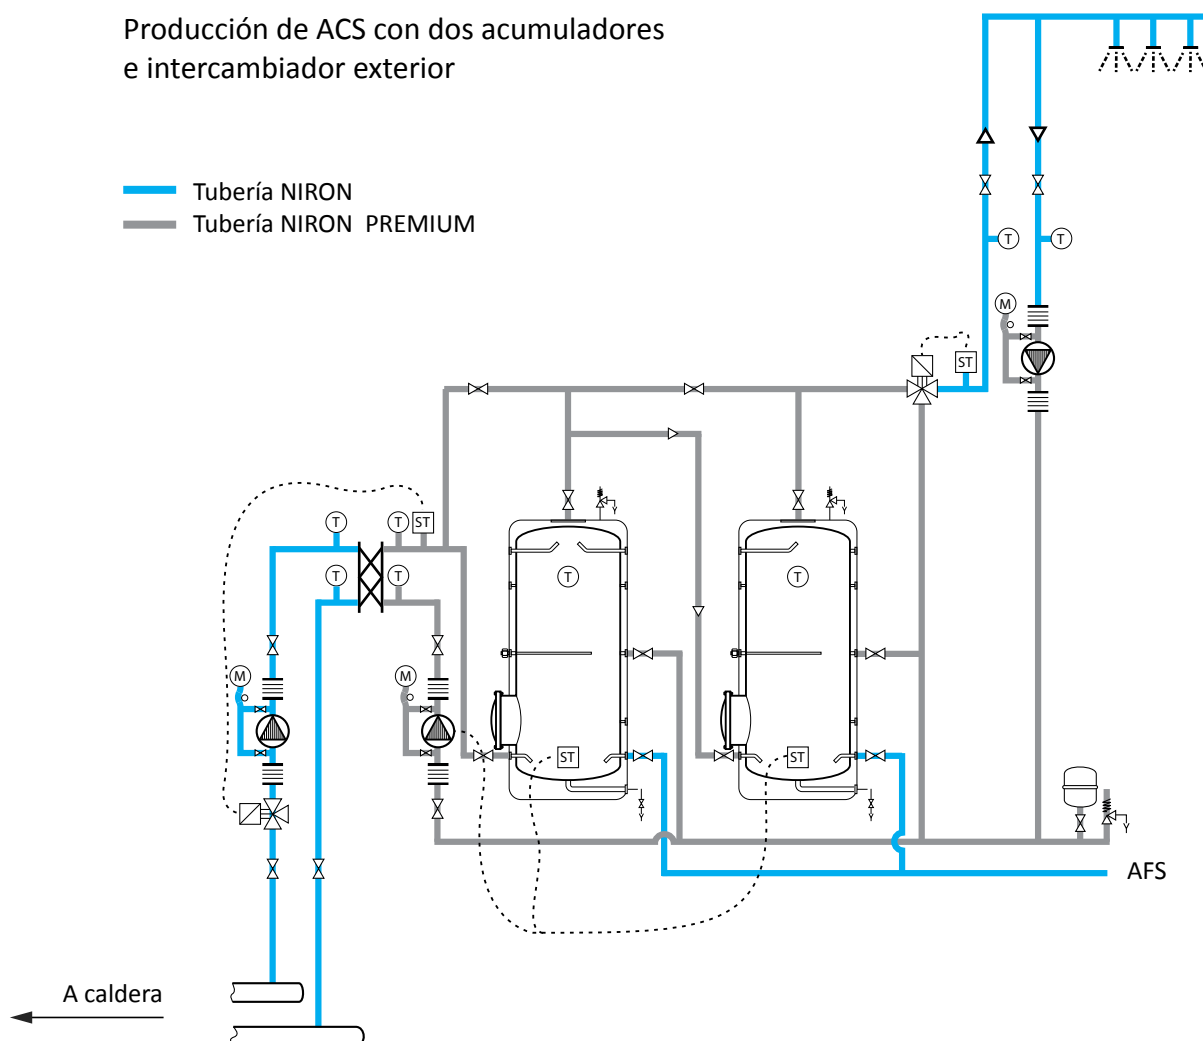 Producción de ACS con dos acumuladores
e intercambiador exterior
Tubería NIRON
Tubería NIRON PREMIUM
T
T
M
ST
T
T
ST
T
T
T
T
M
M
ST
ST
AFS
A caldera